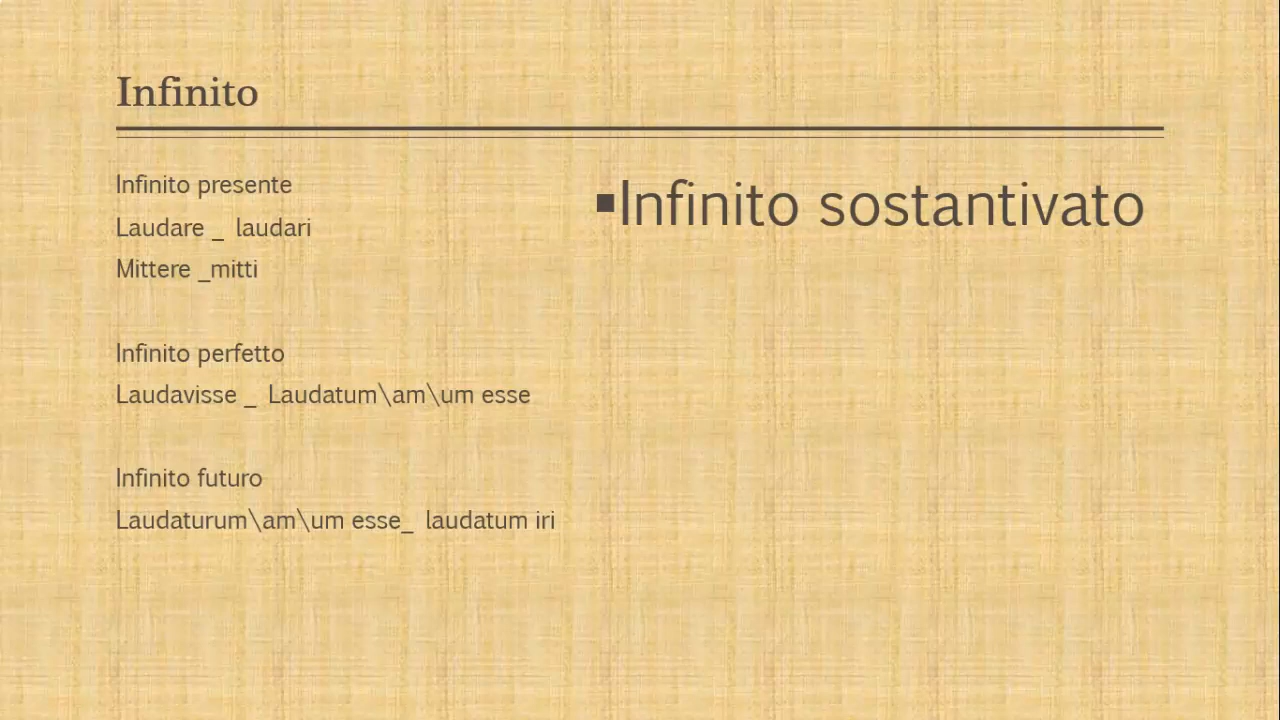 Infinito
Infinito presente
Laudare _ laudari
Mittere _mitti
Infinito perfetto
Laudavisse _ Laudatum\am\um esse
Infinito futuro
Laudaturum\am\um esse_ laudatum iri
▪Infinito sostantivato